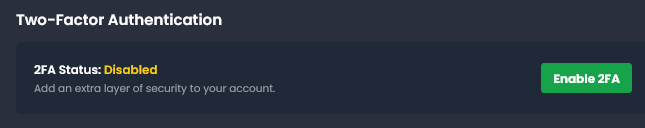 Two-Factor Authentication
2FA Status: Disabled
Add an extra layer of security to your account.
Enable 2FA